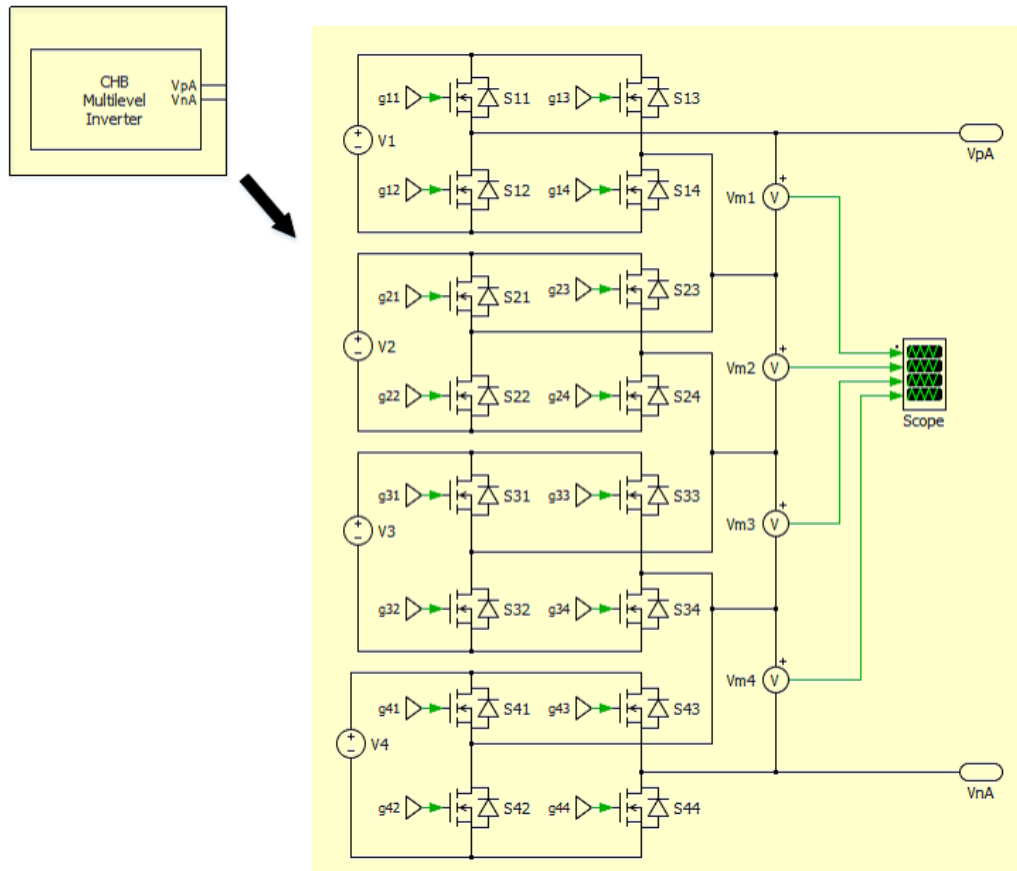 CHB
Multilevel
Inverter
VpA
VnA
g11
S11
g13
S13
+
−
V1
VpA
g12
S12
g14
S14
Vm1
+
V
g21
S21
g23
S23
+
−
V2
Vm2
+
V
g22
S22
g24
S24
Scope
g31
S31
g33
S33
+
−
V3
Vm3
+
V
g32
S32
g34
S34
g41
S41
g43
S43
Vm4
+
V
+
−
V4
VnA
g42
S42
g44
S44